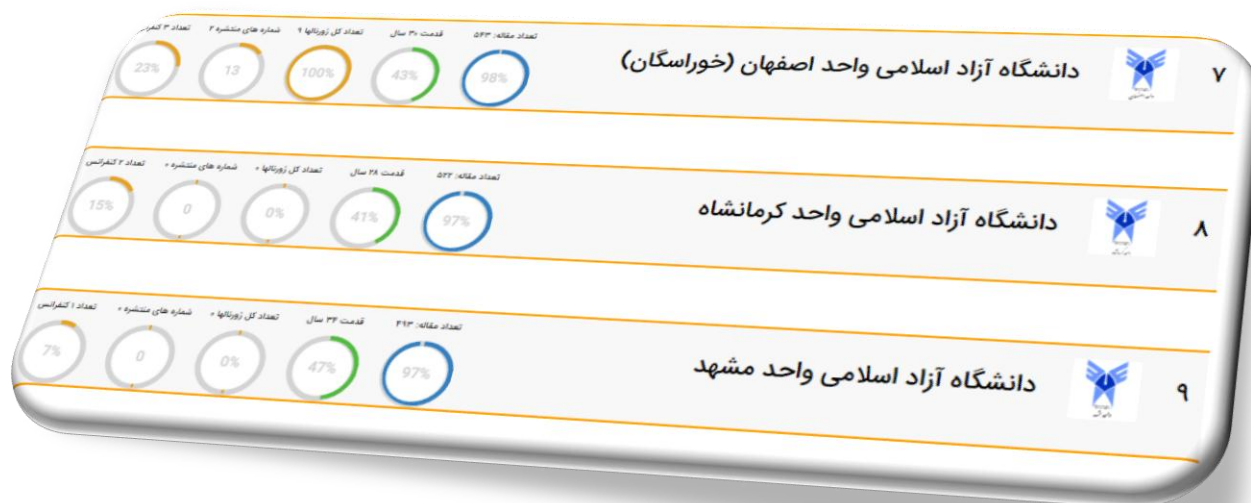 ۷
دانشگاه آزاد اسلامی واحد اصفهان (خوراسگان)
تعداد مقاله: ۵۴۳
98%
قدمت ۳۰ سال
43%
تعداد کل ژورنالها ۹
100%
شماره های منتشره ۲
13
تعداد ۳
23%
۸
دانشگاه آزاد اسلامی واحد کرمانشاه
تعداد مقاله: ۵۲۲
97%
قدمت ۲۸ سال
41%
تعداد کل ژورنالها ۰
0%
شماره های منتشره ۰
0
تعداد ۲ کنفرانس
15%
۹
دانشگاه آزاد اسلامی واحد مشهد
تعداد مقاله: ۴۹۳
97%
قدمت ۳۴ سال
47%
تعداد کل ژورنالها ۰
0%
شماره های منتشره ۰
0
تعداد ۱ کنفرانس
7%